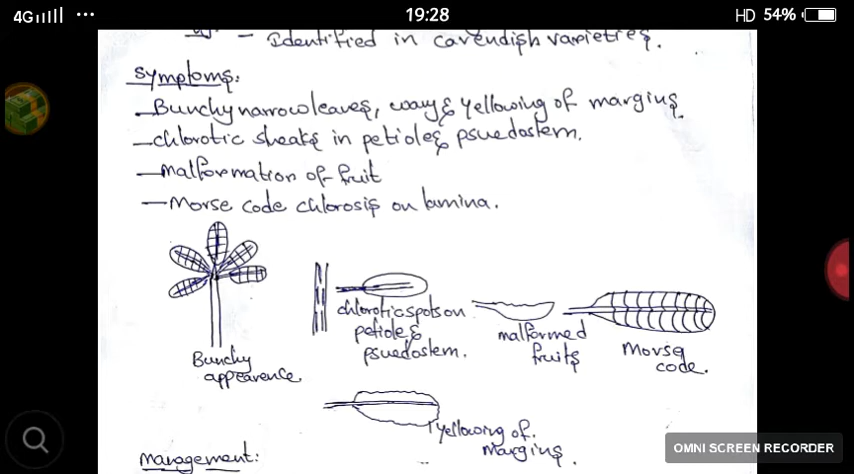 4G
19:28
HD 54%
- Identified in cavendish varieties.
Symptoms:
- Bunchy narrow leaves, wavy & yellowing of margins.
- chlorotic streaks in petiole & psuedostem.
- Malformation of fruit
- Morse code chlorosis on lamina.
Bunchy
appearence
chlorotic spots on
petiole &
psuedostem.
malformed
fruits
Morse
code.
yellowing of.
margins.
management:
OMNI SCREEN RECORDER